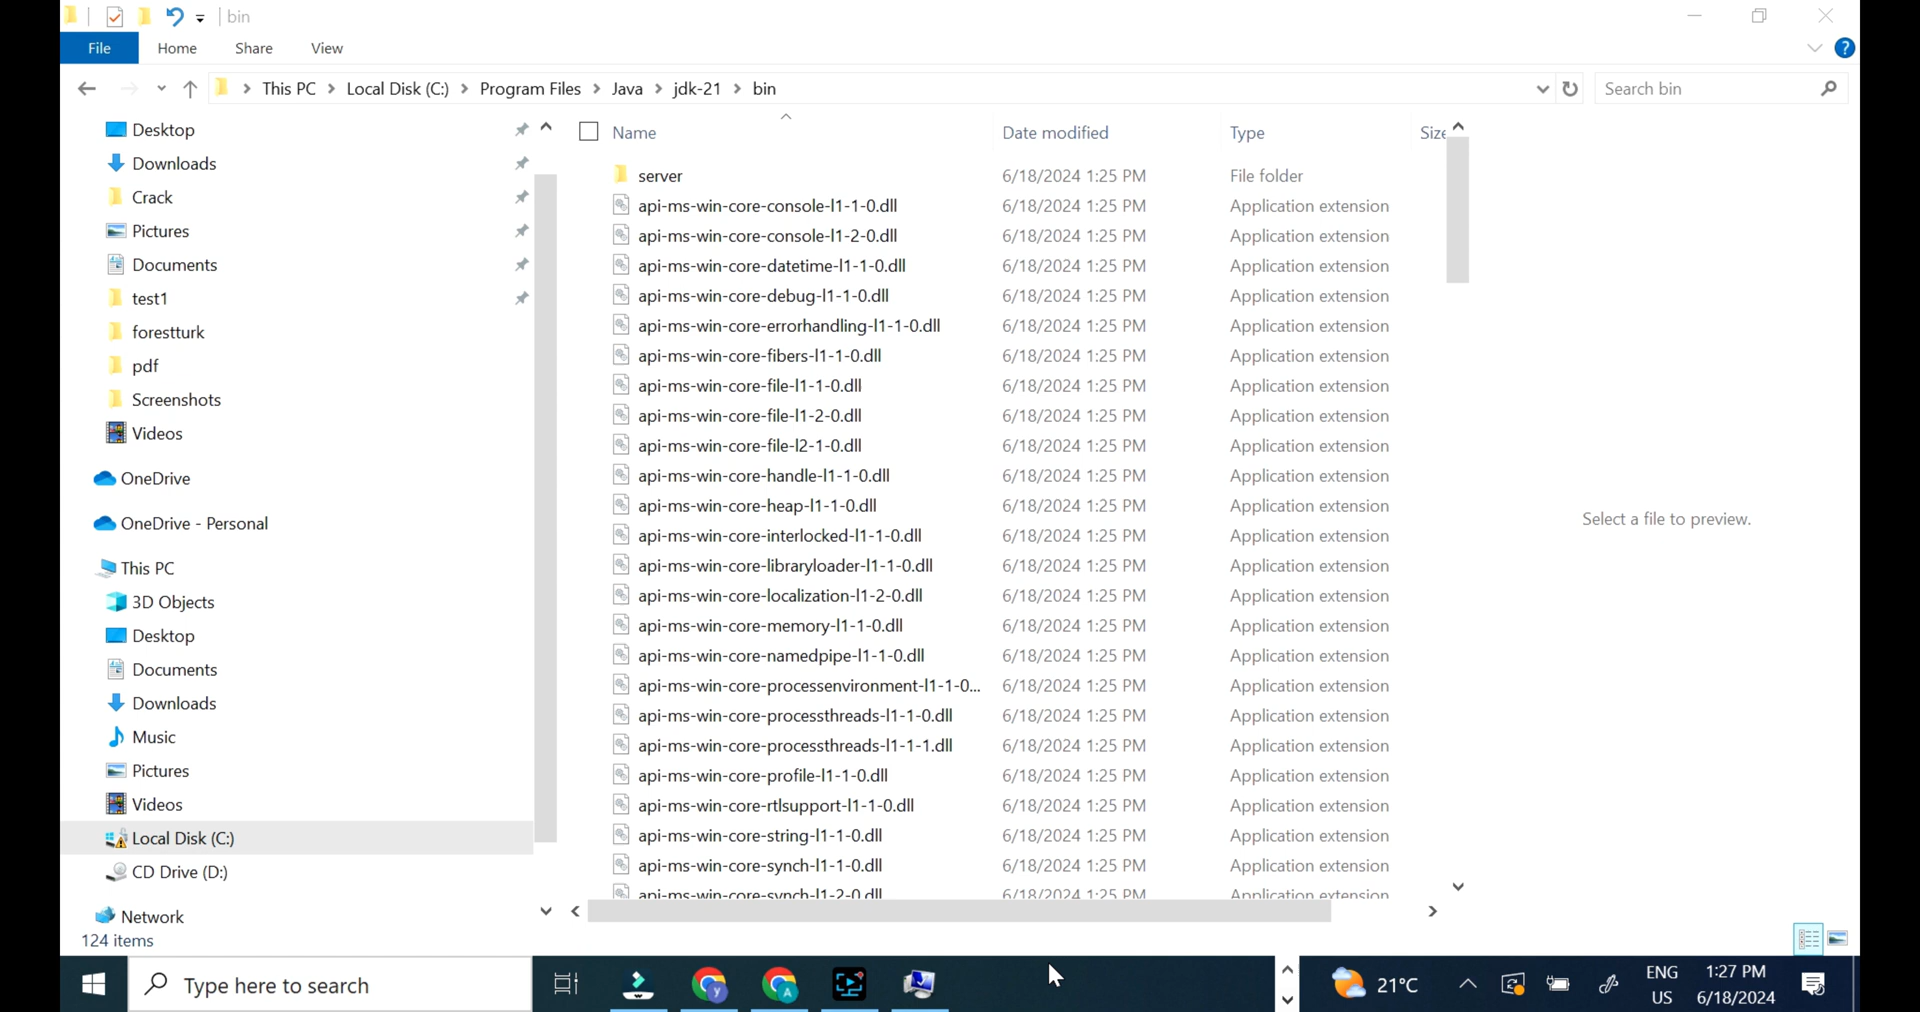 bin
File Home Share View
This PC > Local Disk (C:) > Program Files > Java > jdk-21 > bin
Search bin
Desktop
Downloads
Crack
Pictures
Documents
test1
forestturk
pdf
Screenshots
Videos
OneDrive
OneDrive - Personal
This PC
3D Objects
Desktop
Documents
Downloads
Music
Pictures
Videos
Local Disk (C:)
CD Drive (D:)
Network
124 items
Name Date modified Type Size
server 6/18/2024 1:25 PM File folder
api-ms-win-core-console-l1-1-0.dll 6/18/2024 1:25 PM Application extension
api-ms-win-core-console-l1-2-0.dll 6/18/2024 1:25 PM Application extension
api-ms-win-core-datetime-l1-1-0.dll 6/18/2024 1:25 PM Application extension
api-ms-win-core-debug-l1-1-0.dll 6/18/2024 1:25 PM Application extension
api-ms-win-core-errorhandling-l1-1-0.dll 6/18/2024 1:25 PM Application extension
api-ms-win-core-fibers-l1-1-0.dll 6/18/2024 1:25 PM Application extension
api-ms-win-core-file-l1-1-0.dll 6/18/2024 1:25 PM Application extension
api-ms-win-core-file-l1-2-0.dll 6/18/2024 1:25 PM Application extension
api-ms-win-core-file-l2-1-0.dll 6/18/2024 1:25 PM Application extension
api-ms-win-core-handle-l1-1-0.dll 6/18/2024 1:25 PM Application extension
api-ms-win-core-heap-l1-1-0.dll 6/18/2024 1:25 PM Application extension
api-ms-win-core-interlocked-l1-1-0.dll 6/18/2024 1:25 PM Application extension
api-ms-win-core-libraryloader-l1-1-0.dll 6/18/2024 1:25 PM Application extension
api-ms-win-core-localization-l1-2-0.dll 6/18/2024 1:25 PM Application extension
api-ms-win-core-memory-l1-1-0.dll 6/18/2024 1:25 PM Application extension
api-ms-win-core-namedpipe-l1-1-0.dll 6/18/2024 1:25 PM Application extension
api-ms-win-core-processenvironment-l1-1-0... 6/18/2024 1:25 PM Application extension
api-ms-win-core-processthreads-l1-1-0.dll 6/18/2024 1:25 PM Application extension
api-ms-win-core-processthreads-l1-1-1.dll 6/18/2024 1:25 PM Application extension
api-ms-win-core-profile-l1-1-0.dll 6/18/2024 1:25 PM Application extension
api-ms-win-core-rtlsupport-l1-1-0.dll 6/18/2024 1:25 PM Application extension
api-ms-win-core-string-l1-1-0.dll 6/18/2024 1:25 PM Application extension
api-ms-win-core-synch-l1-1-0.dll 6/18/2024 1:25 PM Application extension
api-ms-win-core-synch-l1-2-0.dll 6/18/2024 1:25 PM Application extension
Select a file to preview.
Type here to search
21°C
ENG
US
1:27 PM
6/18/2024